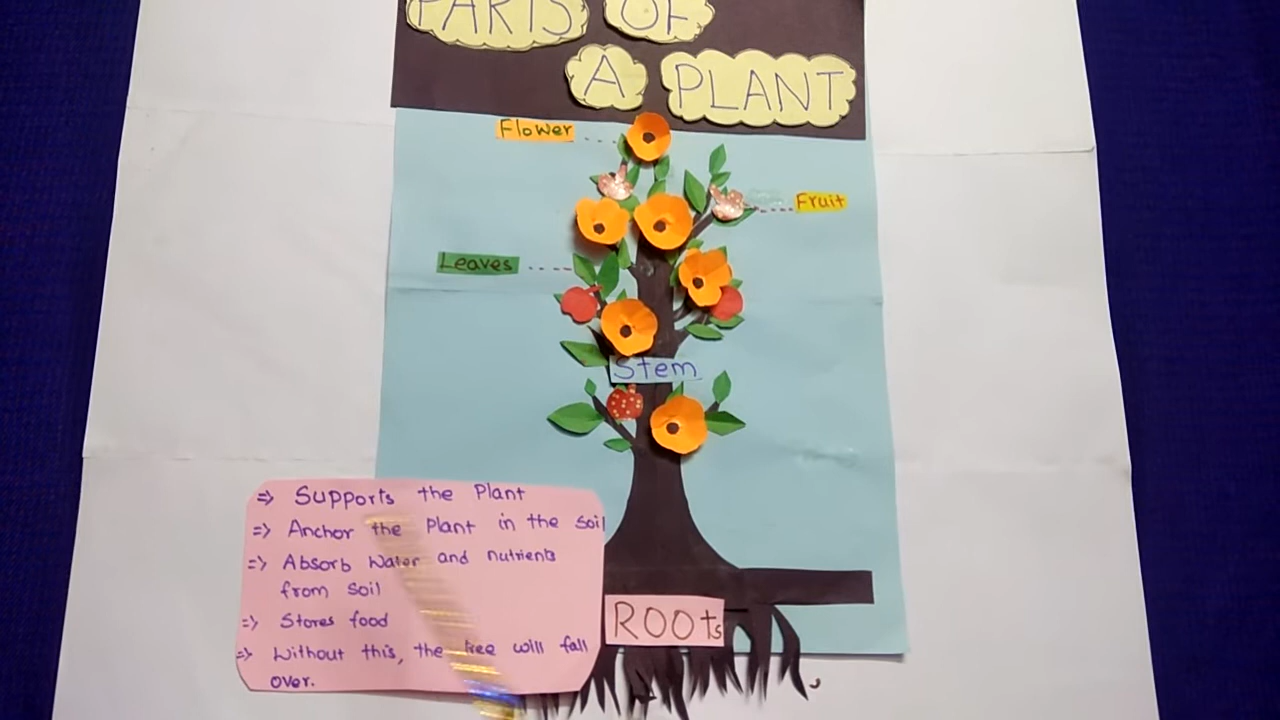 PARTS OF
A PLANT
Flower
Fruit
Leaves
Stem
=> Supports the Plant
=> Anchor the Plant in the soil
=> Absorb Water and nutrients
from soil
=> Stores food
=> Without this, the tree will fall
over.
ROOts